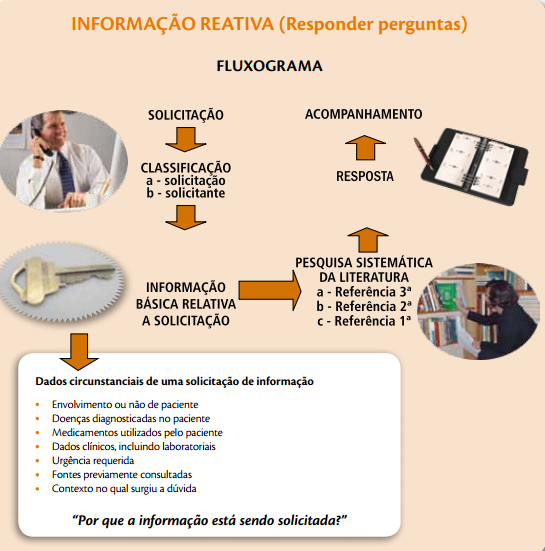 INFORMAÇÃO REATIVA (Responder perguntas)
FLUXOGRAMA
SOLICITAÇÃO
CLASSIFICAÇÃO
a - solicitação
b - solicitante
INFORMAÇÃO
BÁSICA RELATIVA
A SOLICITAÇÃO
PESQUISA SISTEMÁTICA
DA LITERATURA
a - Referência 3ª
b - Referência 2ª
c - Referência 1ª
RESPOSTA
ACOMPANHAMENTO
Dados circunstanciais de uma solicitação de informação
• Envolvimento ou não de paciente
• Doenças diagnosticadas no paciente
• Medicamentos utilizados pelo paciente
• Dados clínicos, incluindo laboratoriais
• Urgência requerida
• Fontes previamente consultadas
• Contexto no qual surgiu a dúvida
“Por que a informação está sendo solicitada?”